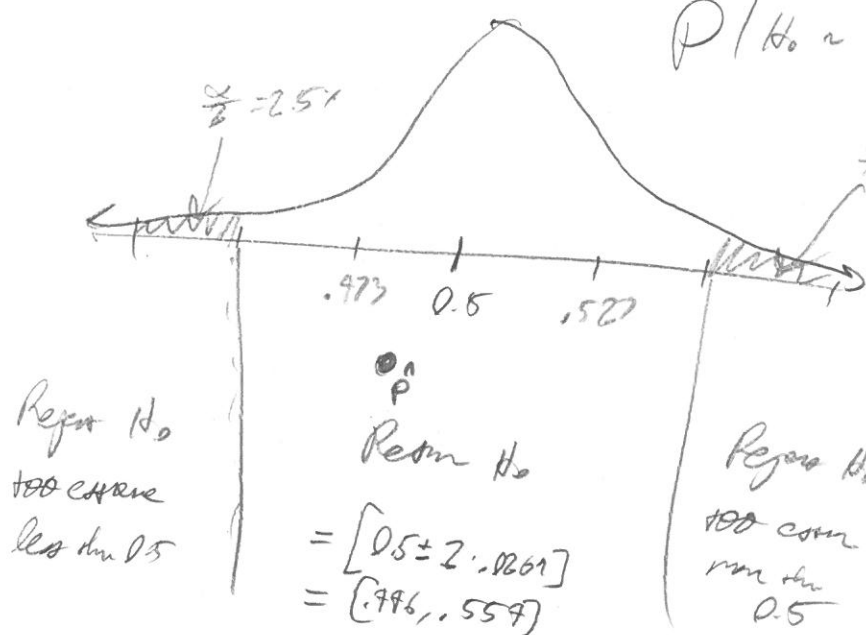 P̂ | H₀ ~
α/2 = 2.5%
.473 0.5 .527
p̂
Reject H₀
too extreme
less than 0.5
Retain H₀
= [0.5 ± 2 · .0267]
= [.446, .554]
Reject H₀
too extreme
more than
0.5